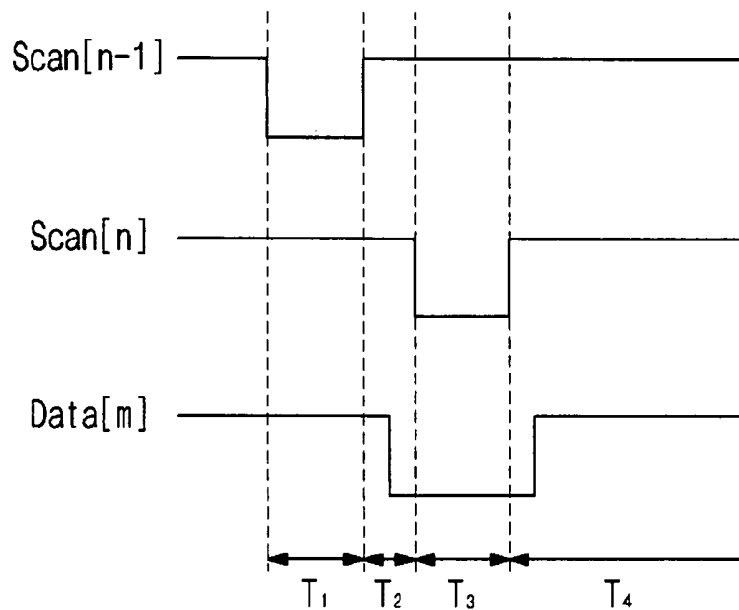 Scan[n-1]
Scan[n]
Data[m]
T₁ T₂ T₃ T₄